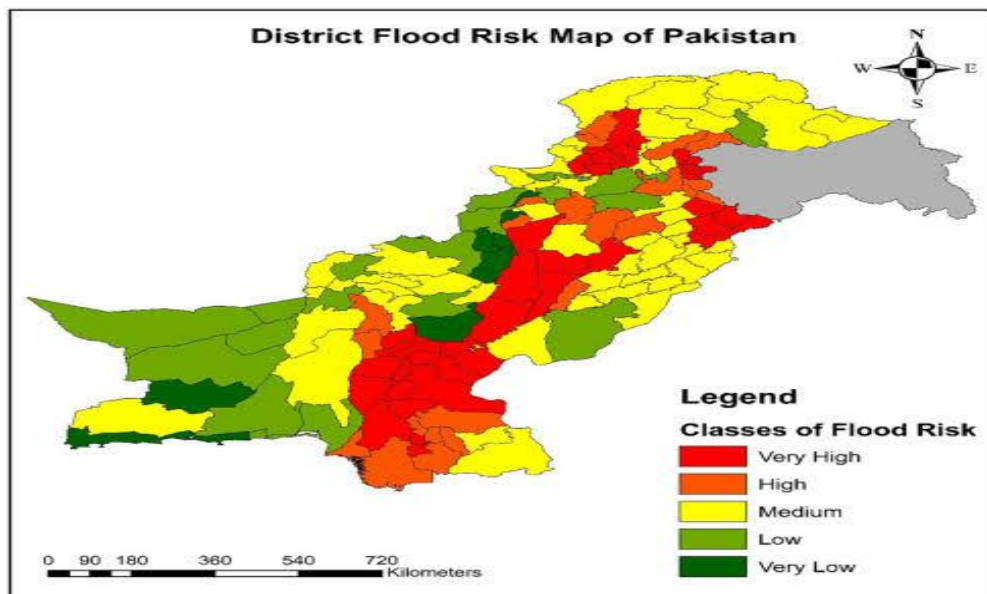 District Flood Risk Map of Pakistan
N
W E
S
Legend
Classes of Flood Risk
Very High
High
Medium
Low
Very Low
0 90 180 360 540 720
Kilometers